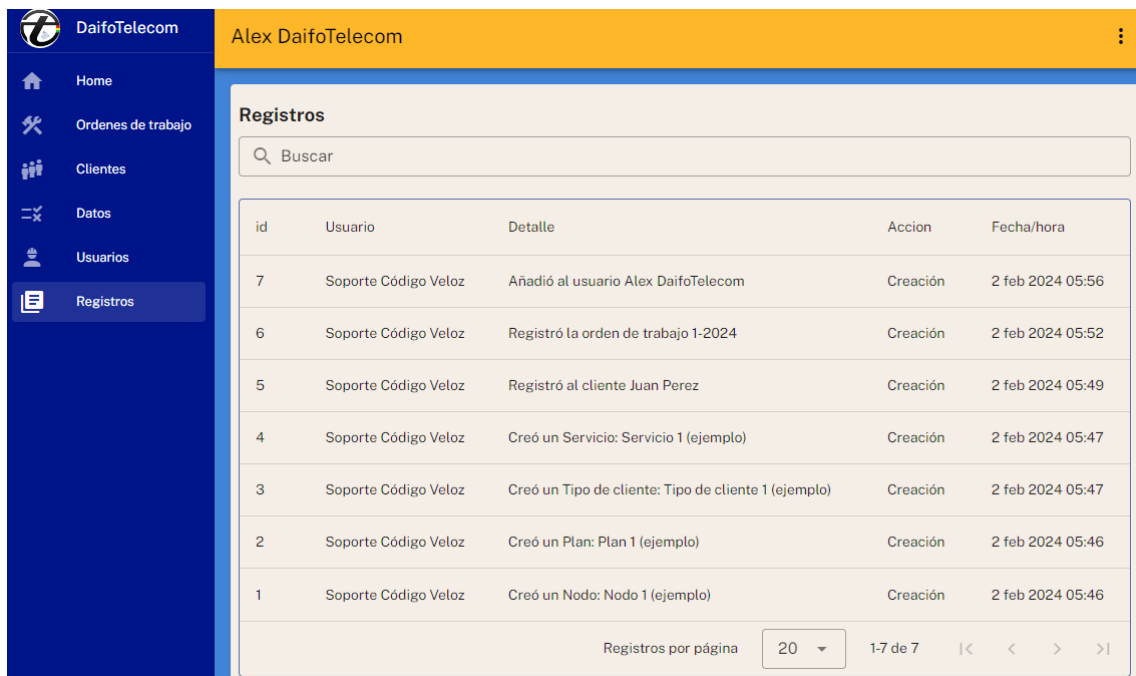 DaifoTelecom
Home
Ordenes de trabajo
Clientes
Datos
Usuarios
Registros
Alex DaifoTelecom
Registros
Buscar
id Usuario Detalle Accion Fecha/hora
7 Soporte Código Veloz Añadió al usuario Alex DaifoTelecom Creación 2 feb 2024 05:56
6 Soporte Código Veloz Registró la orden de trabajo 1-2024 Creación 2 feb 2024 05:52
5 Soporte Código Veloz Registró al cliente Juan Perez Creación 2 feb 2024 05:49
4 Soporte Código Veloz Creó un Servicio: Servicio 1 (ejemplo) Creación 2 feb 2024 05:47
3 Soporte Código Veloz Creó un Tipo de cliente: Tipo de cliente 1 (ejemplo) Creación 2 feb 2024 05:47
2 Soporte Código Veloz Creó un Plan: Plan 1 (ejemplo) Creación 2 feb 2024 05:46
1 Soporte Código Veloz Creó un Nodo: Nodo 1 (ejemplo) Creación 2 feb 2024 05:46
Registros por página 20 1-7 de 7